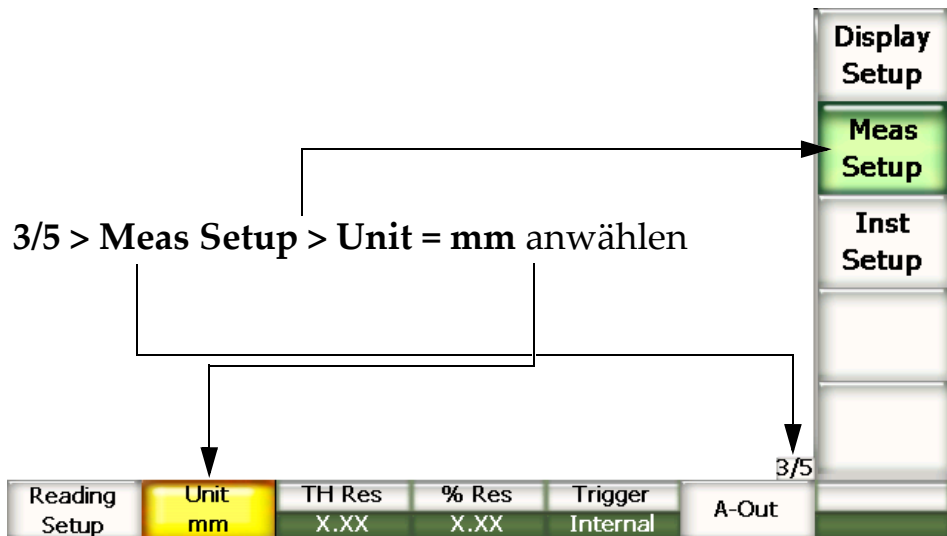 Display
Setup
Meas
Setup
3/5 > Meas Setup > Unit = mm anwählen
Inst
Setup
3/5
Reading
Setup
Unit
mm
TH Res
X.XX
% Res
X.XX
Trigger
Internal
A-Out